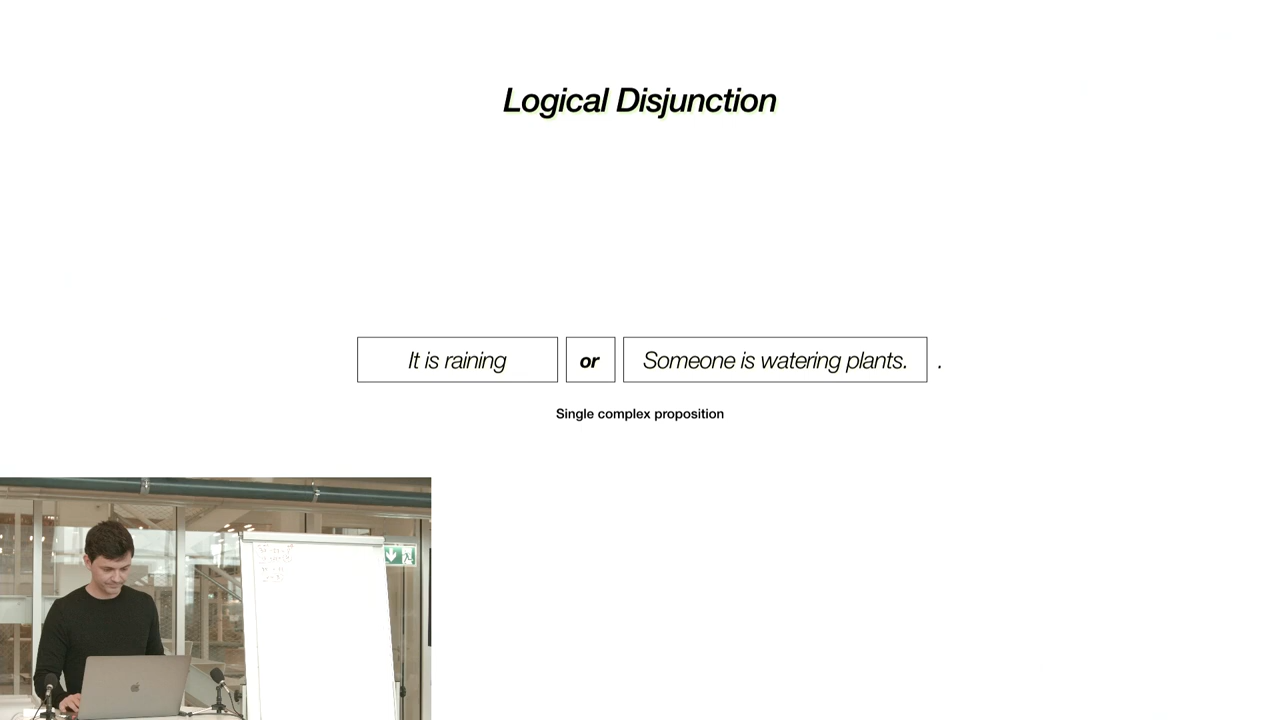 Logical Disjunction
It is raining or Someone is watering plants. .
Single complex proposition